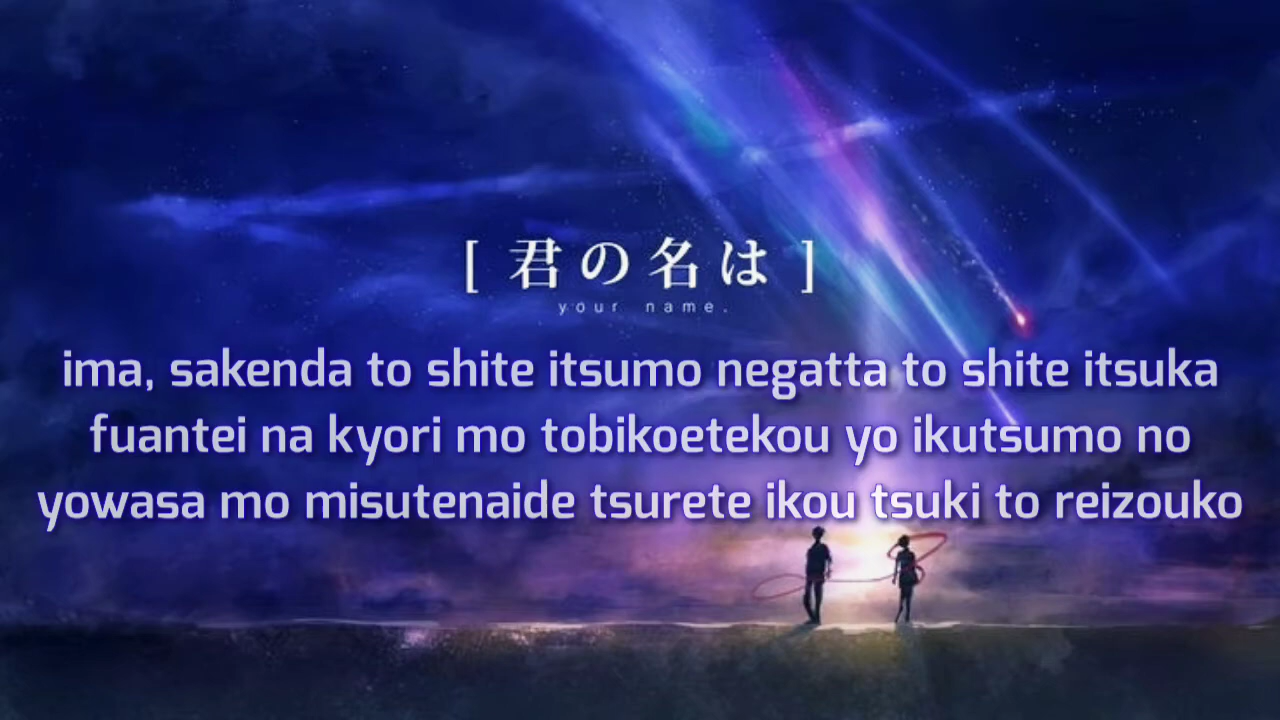 [ 君の名は ]
your name.
ima, sakenda to shite itsumo negatta to shite itsuka
fuantei na kyori mo tobikoetekou yo ikutsumo no
yowasa mo misutenaide tsurete ikou tsuki to reizouko